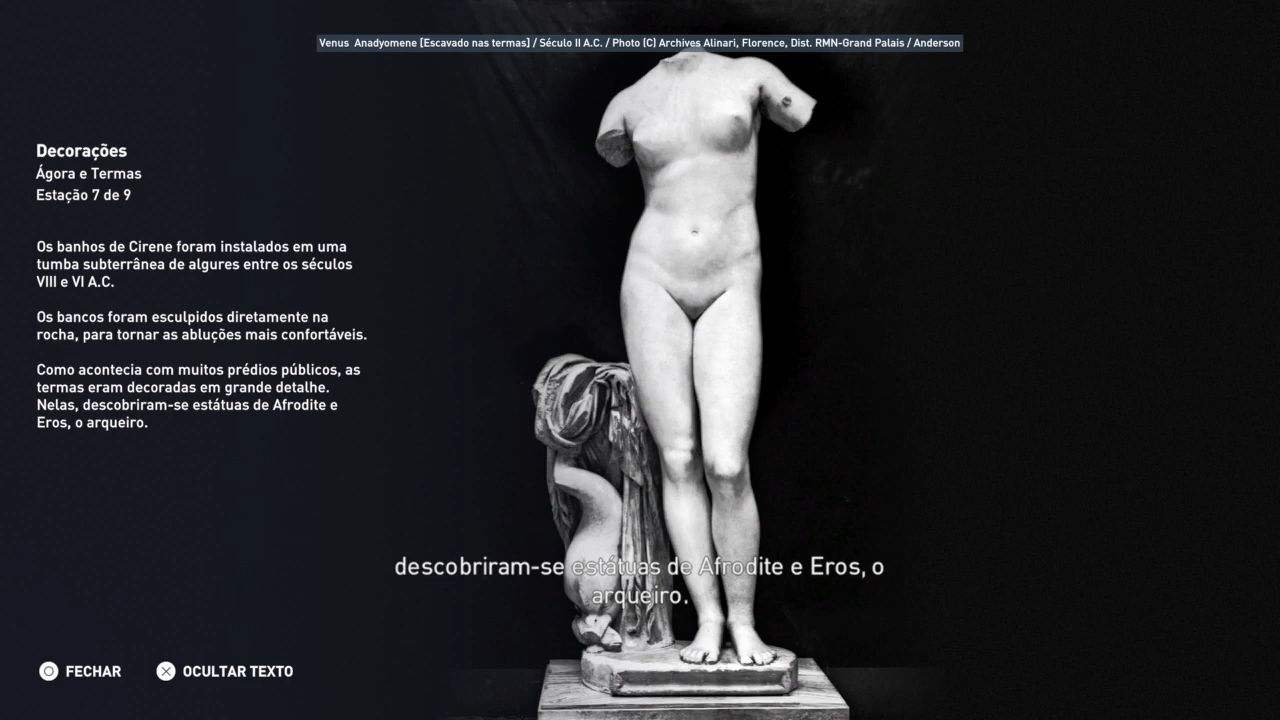 Venus Anadyomene [Escavado nas termas] / Século II A.C. / Photo (C) Archives Alinari, Florence, Dist. RMN-Grand Palais / Anderson
Decorações
Ágora e Termas
Estação 7 de 9
Os banhos de Cirene foram instalados em uma
tumba subterrânea de algures entre os séculos
VIII e VI A.C.
Os bancos foram esculpidos diretamente na
rocha, para tornar as abluções mais confortáveis.
Como acontecia com muitos prédios públicos, as
termas eram decoradas em grande detalhe.
Nelas, descobriram-se estátuas de Afrodite e
Eros, o arqueiro.
descobriram-se estátuas de Afrodite e Eros, o
arqueiro.
FECHAR
OCULTAR TEXTO